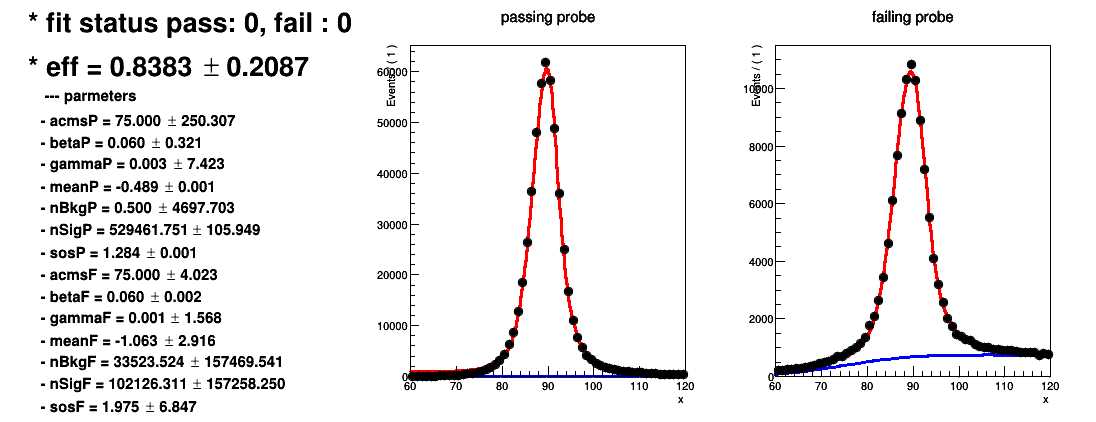 * fit status pass: 0, fail : 0
* eff = 0.8383 ± 0.2087
--- parmeters
- acmsP = 75.000 ± 250.307
- betaP = 0.060 ± 0.321
- gammaP = 0.003 ± 7.423
- meanP = -0.489 ± 0.001
- nBkgP = 0.500 ± 4697.703
- nSigP = 529461.751 ± 105.949
- sosP = 1.284 ± 0.001
- acmsF = 75.000 ± 4.023
- betaF = 0.060 ± 0.002
- gammaF = 0.001 ± 1.568
- meanF = -1.063 ± 2.916
- nBkgF = 33523.524 ± 157469.541
- nSigF = 102126.311 ± 157258.250
- sosF = 1.975 ± 6.847
passing probe
Events / ( 1 )
60000
50000
40000
30000
20000
10000
0
60 70 80 90 100 110 120
x
failing probe
Events / ( 1 )
10000
8000
6000
4000
2000
0
60 70 80 90 100 110 120
x